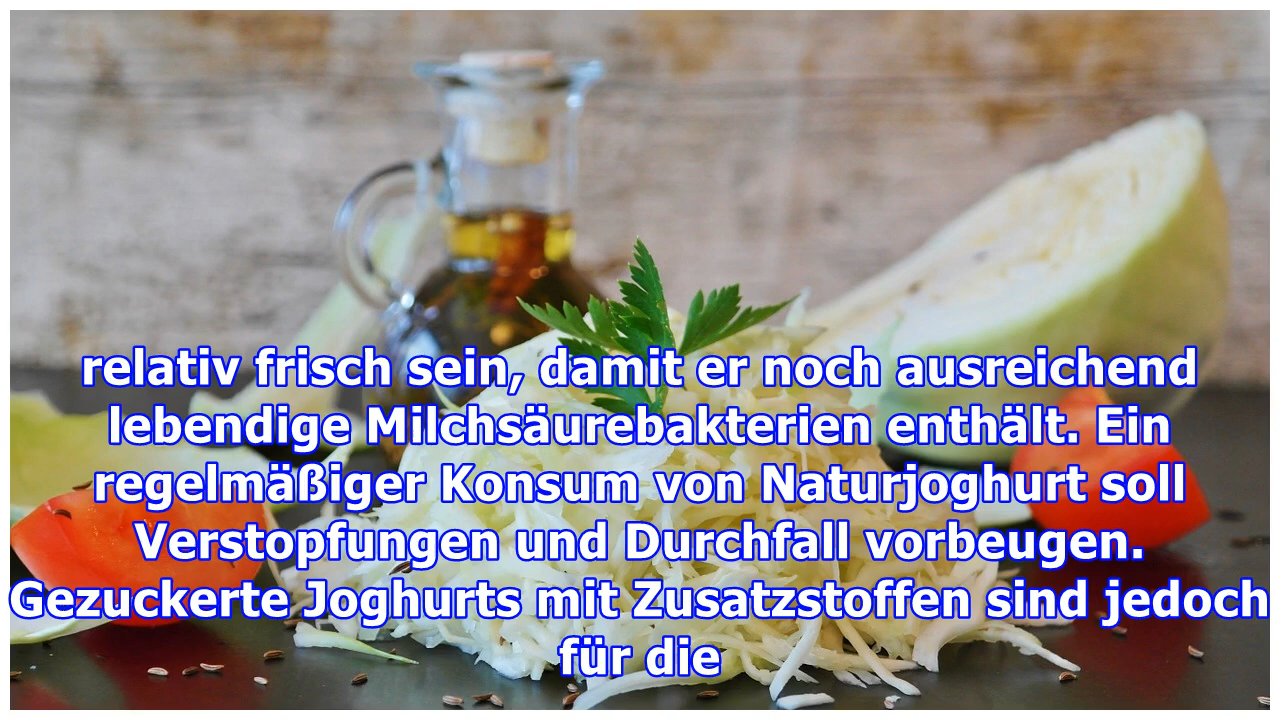 relativ frisch sein, damit er noch ausreichend
lebendige Milchsäurebakterien enthält. Ein
regelmäßiger Konsum von Naturjoghurt soll
Verstopfungen und Durchfall vorbeugen.
Gezuckerte Joghurts mit Zusatzstoffen sind jedoch
für die